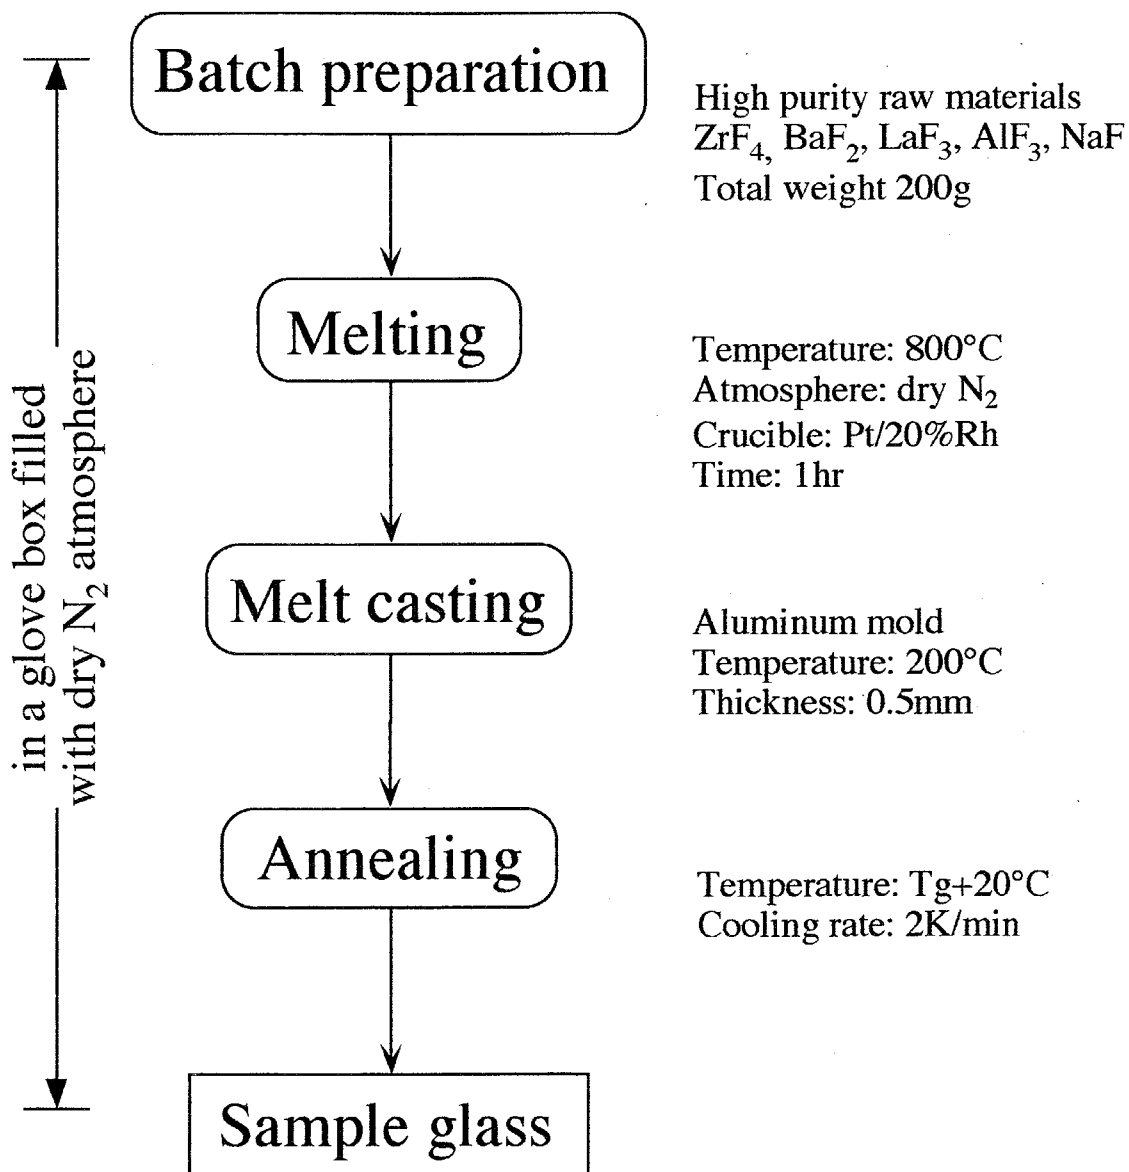 Batch preparation
High purity raw materials
ZrF₄, BaF₂, LaF₃, AlF₃, NaF
Total weight 200g
Melting
Temperature: 800°C
Atmosphere: dry N₂
Crucible: Pt/20%Rh
Time: 1hr
in a glove box filled
with dry N₂ atmosphere
Melt casting
Aluminum mold
Temperature: 200°C
Thickness: 0.5mm
Annealing
Temperature: Tg+20°C
Cooling rate: 2K/min
Sample glass